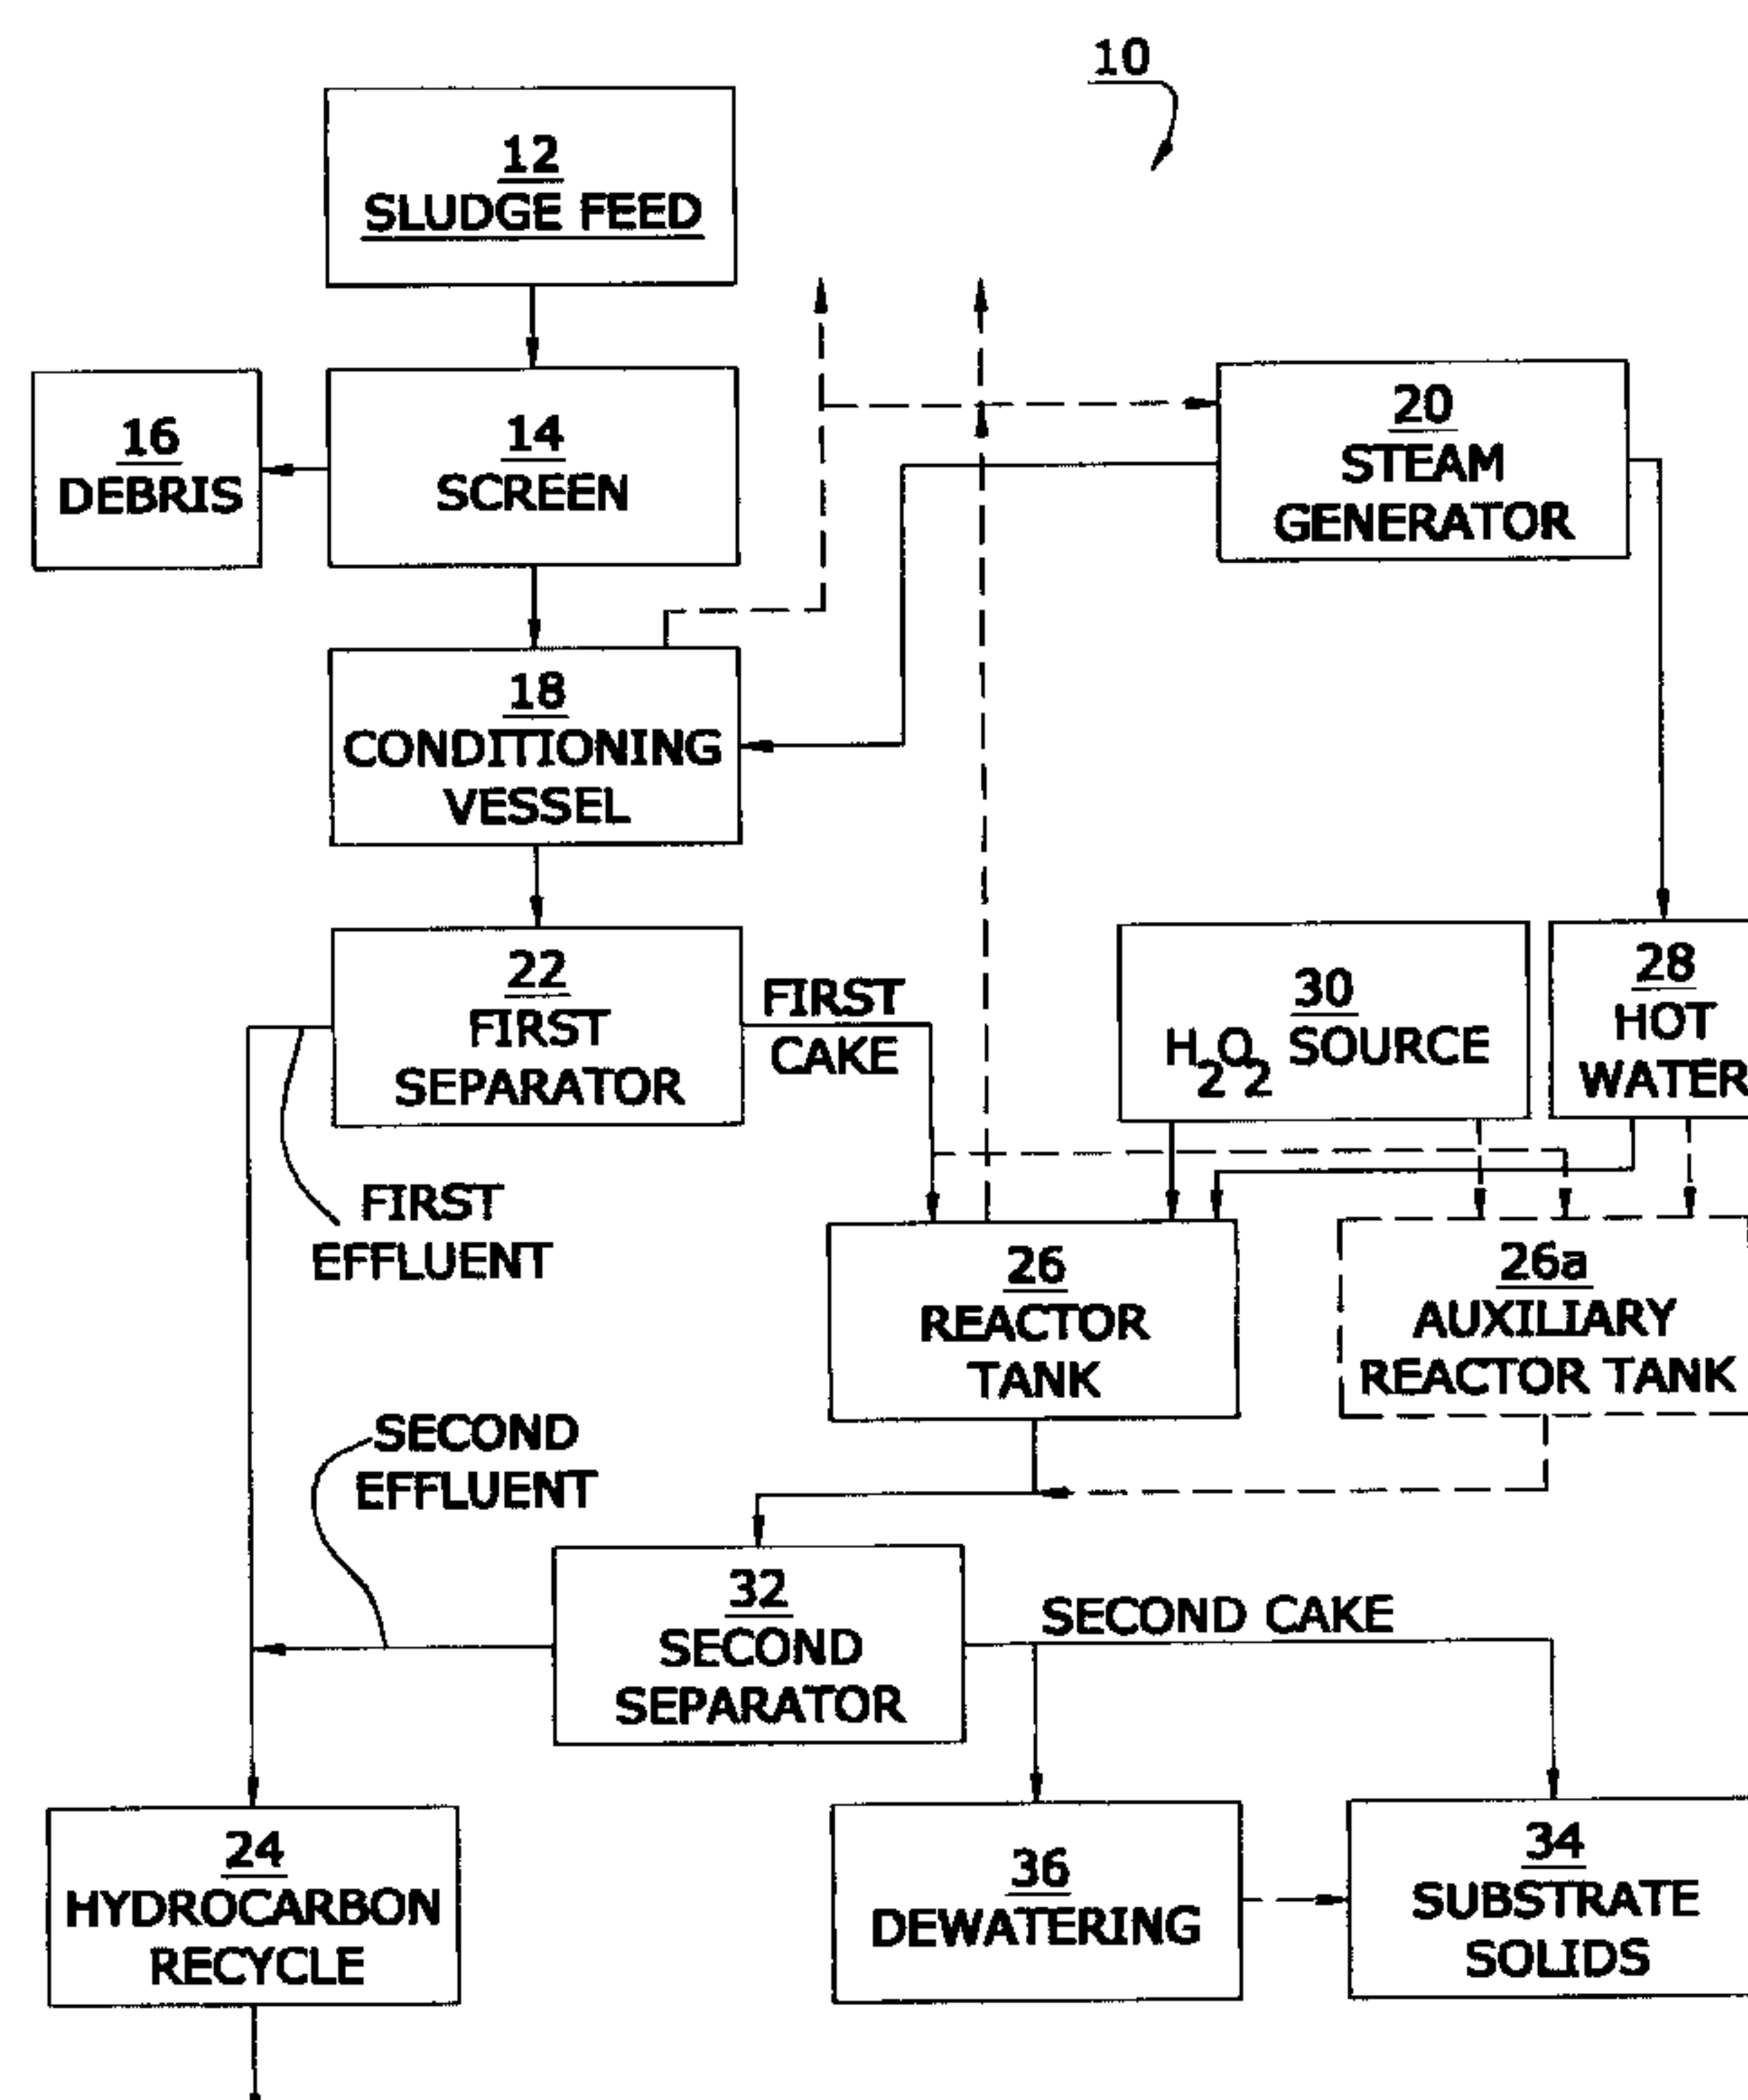 10
12
SLUDGE FEED
16
DEBRIS
14
SCREEN
20
STEAM
GENERATOR
18
CONDITIONING
VESSEL
22
FIRST
SEPARATOR
FIRST
CAKE
30
H2O2 SOURCE
28
HOT
WATER
FIRST
EFFLUENT
26
REACTOR
TANK
26a
AUXILIARY
REACTOR TANK
SECOND
EFFLUENT
32
SECOND
SEPARATOR
SECOND CAKE
24
HYDROCARBON
RECYCLE
36
DEWATERING
34
SUBSTRATE
SOLIDS